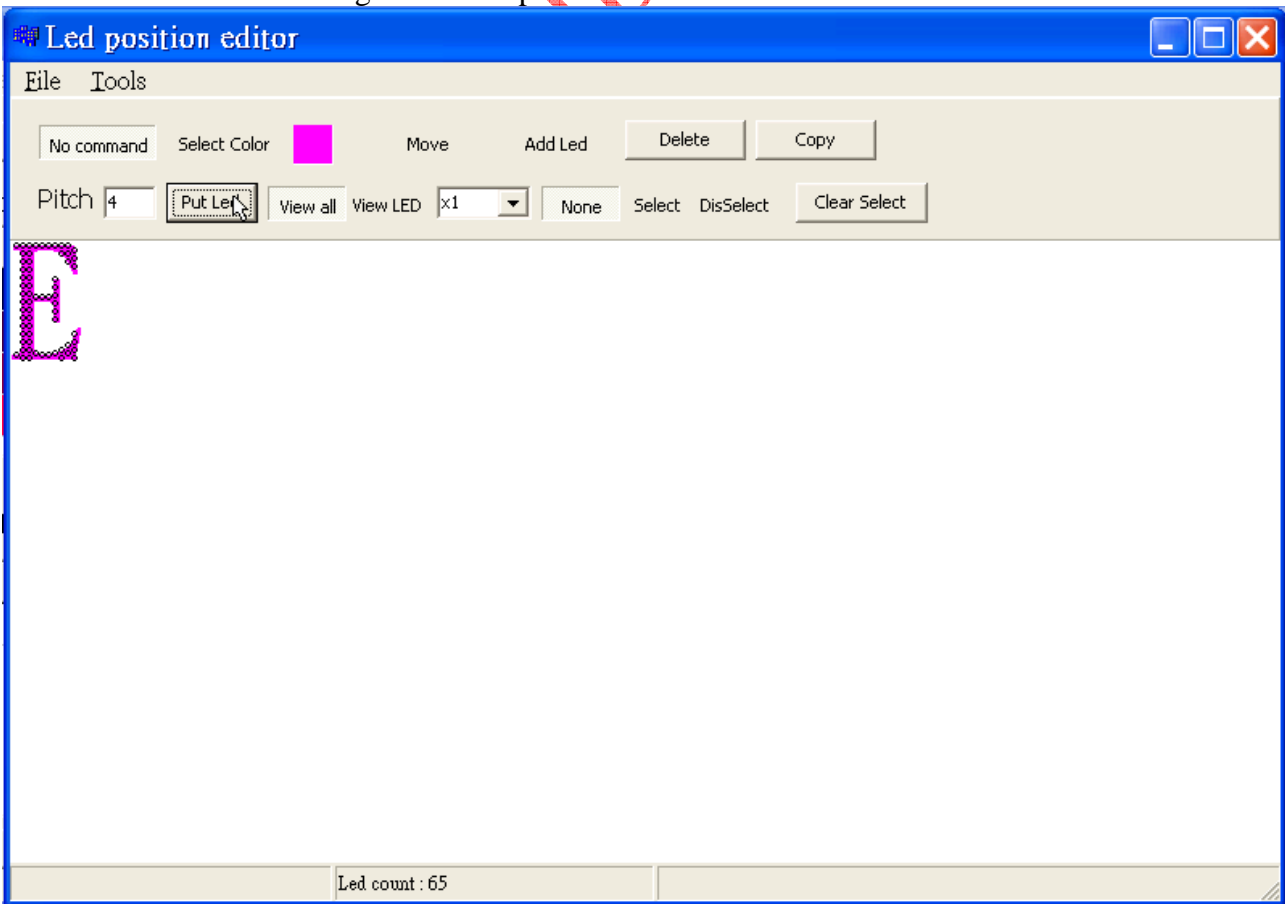 Led position editor
File Tools
No command Select Color Move Add Led Delete Copy
Pitch 4 Put Led View all View LED x1 None Select DisSelect Clear Select
E
Led count : 65